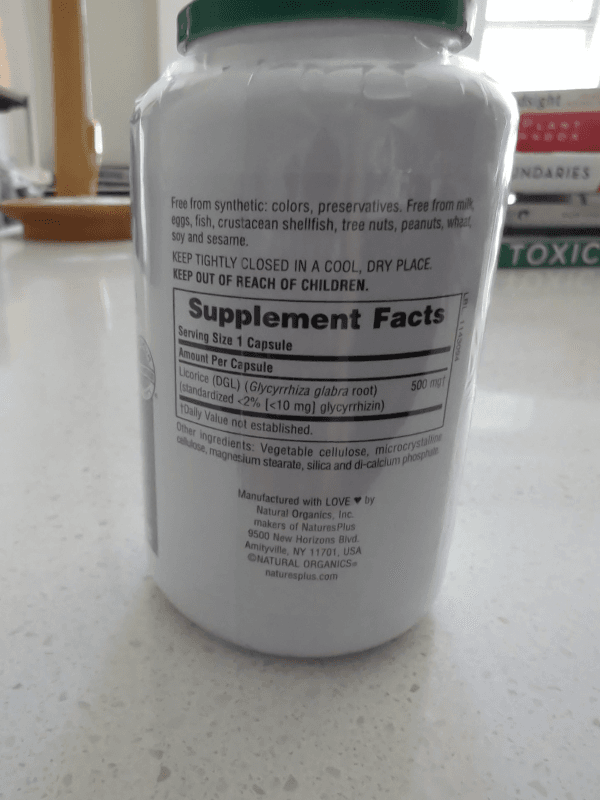 Free from synthetic: colors, preservatives. Free from milk,
eggs, fish, crustacean shellfish, tree nuts, peanuts, wheat,
soy and sesame.
KEEP TIGHTLY CLOSED IN A COOL, DRY PLACE.
KEEP OUT OF REACH OF CHILDREN.
Supplement Facts
Serving Size 1 Capsule
Amount Per Capsule
Licorice (DGL) (Glycyrrhiza glabra root) 500 mg†
(standardized <2% [<10 mg] glycyrrhizin)
†Daily Value not established.
Other ingredients: Vegetable cellulose, microcrystalline
cellulose, magnesium stearate, silica and di-calcium phosphate
Manufactured with LOVE ♥ by
Natural Organics, Inc.
makers of NaturesPlus
9500 New Horizons Blvd.
Amityville, NY 11701, USA
©NATURAL ORGANICS®
naturesplus.com
PLANT
NDARIES
TOXIC